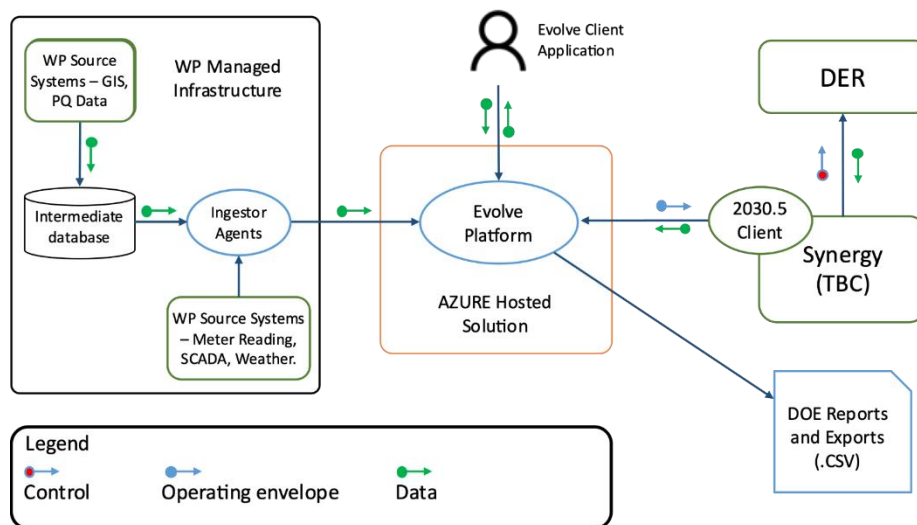 WP Source
Systems – GIS,
PQ Data
WP Managed
Infrastructure
Intermediate
database
Ingestor
Agents
WP Source Systems
– Meter Reading,
SCADA, Weather.
Evolve Client
Application
Evolve
Platform
AZURE Hosted
Solution
DER
2030.5
Client
Synergy
(TBC)
DOE Reports
and Exports
(.CSV)
Legend
Control
Operating envelope
Data